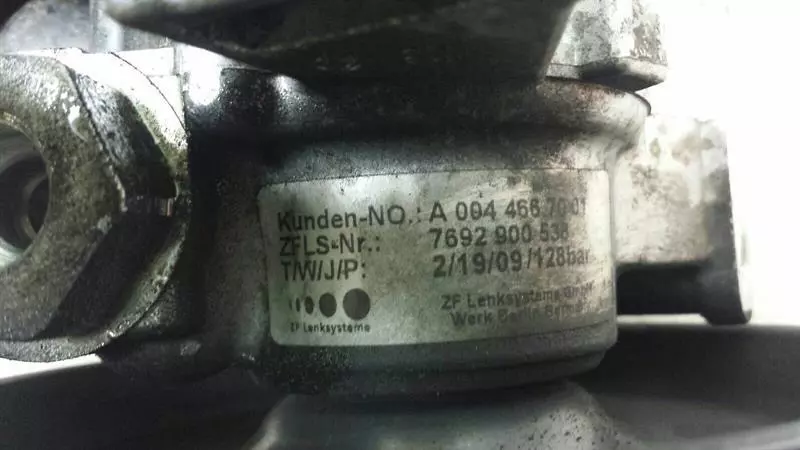 Kunden-NO.: A 004 466 70 01
ZFLS-Nr.: 7692 900 538
T/W/J/P: 2/19/09/128bar
ZF Lenksysteme
ZF Lenksysteme GmbH
Werk Berlin